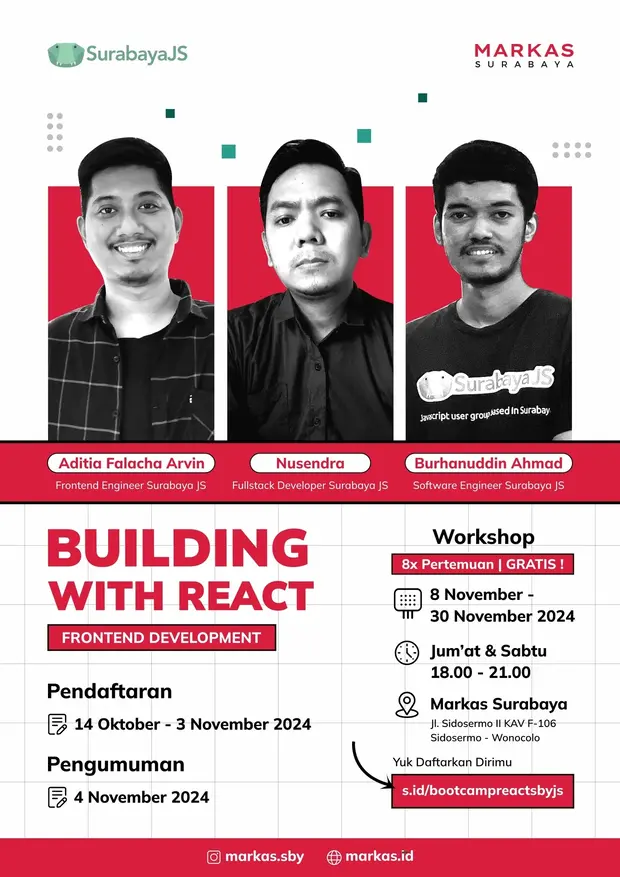 SurabayaJS
MARKAS
SURABAYA
SurabayaJS
Javascript user group based in Surabay
Aditia Falacha Arvin
Frontend Engineer Surabaya JS
Nusendra
Fullstack Developer Surabaya JS
Burhanuddin Ahmad
Software Engineer Surabaya JS
BUILDING
WITH REACT
FRONTEND DEVELOPMENT
Pendaftaran
14 Oktober - 3 November 2024
Pengumuman
4 November 2024
Workshop
8x Pertemuan | GRATIS !
8 November -
30 November 2024
Jum'at & Sabtu
18.00 - 21.00
Markas Surabaya
Jl. Sidosermo II KAV F-106
Sidosermo - Wonocolo
Yuk Daftarkan Dirimu
s.id/bootcampreactsbyjs
markas.sby
markas.id